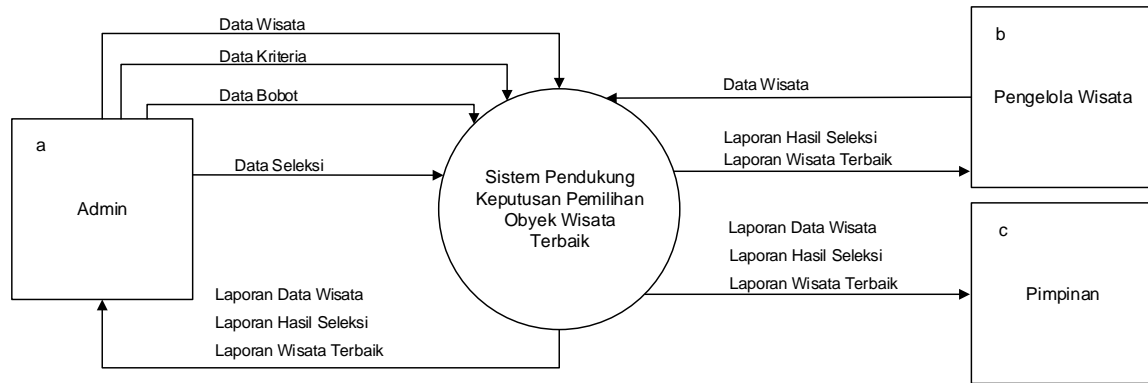 Data Wisata
Data Kriteria
Data Bobot
a
Admin
Data Seleksi
Sistem Pendukung
Keputusan Pemilihan
Obyek Wisata
Terbaik
Laporan Data Wisata
Laporan Hasil Seleksi
Laporan Wisata Terbaik
b
Pengelola Wisata
Data Wisata
Laporan Hasil Seleksi
Laporan Wisata Terbaik
Laporan Data Wisata
Laporan Hasil Seleksi
Laporan Wisata Terbaik
c
Pimpinan